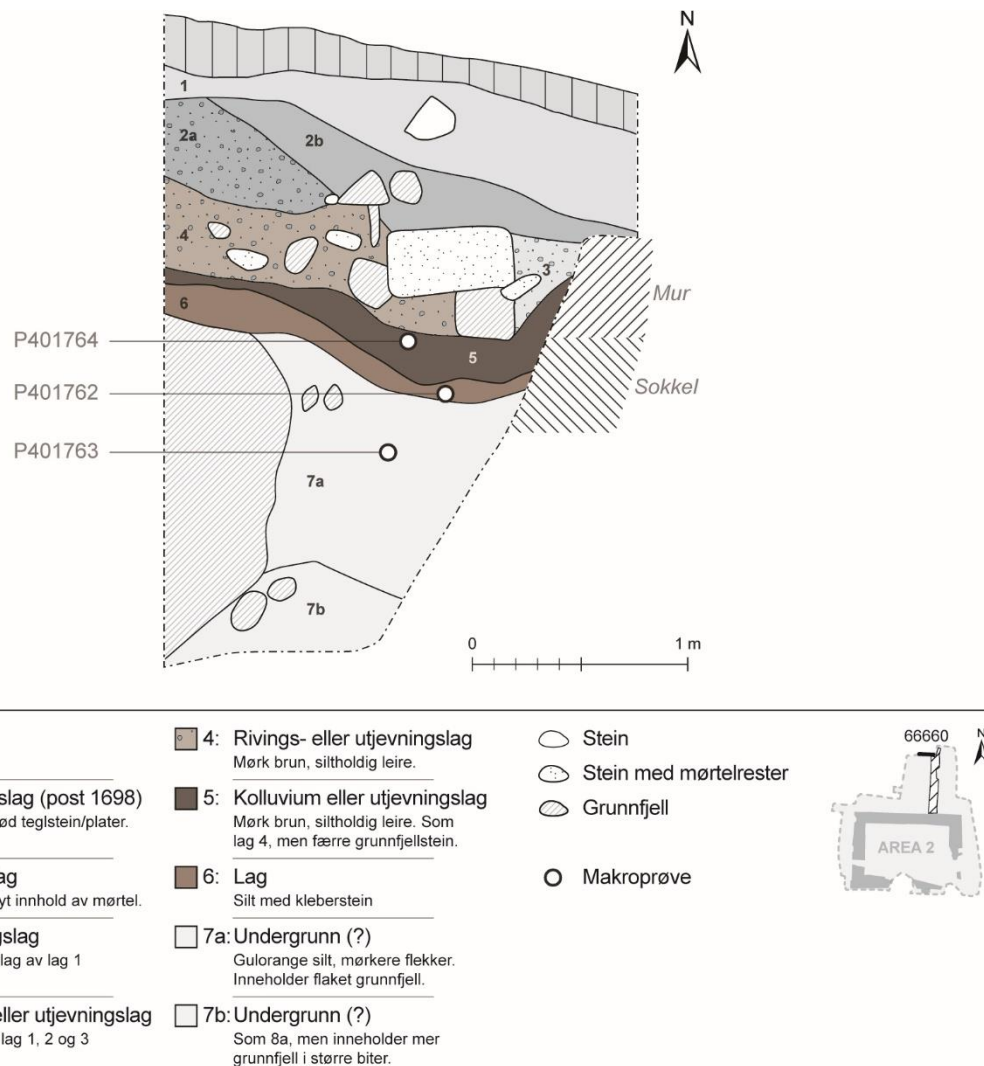 N
1
2a
2b
4
3
Mur
6
P401764
5
P401762
Sokkel
P401763
7a
7b
0
1 m
slag (post 1698)
ød teglstein/plater.
ag
yt innhold av mørtel.
gslag
lag av lag 1
eller utjevningslag
lag 1, 2 og 3
4: Rivings- eller utjevningslag
Mørk brun, siltholdig leire.
5: Kolluvium eller utjevningslag
Mørk brun, siltholdig leire. Som
lag 4, men færre grunnfjellstein.
6: Lag
Silt med kleberstein
7a: Undergrunn (?)
Gulorange silt, mørkere flekker.
Inneholder flaket grunnfjell.
7b: Undergrunn (?)
Som 8a, men inneholder mer
grunnfjell i større biter.
Stein
Stein med mørtelrester
Grunnfjell
Makroprøve
66660
N
AREA 2